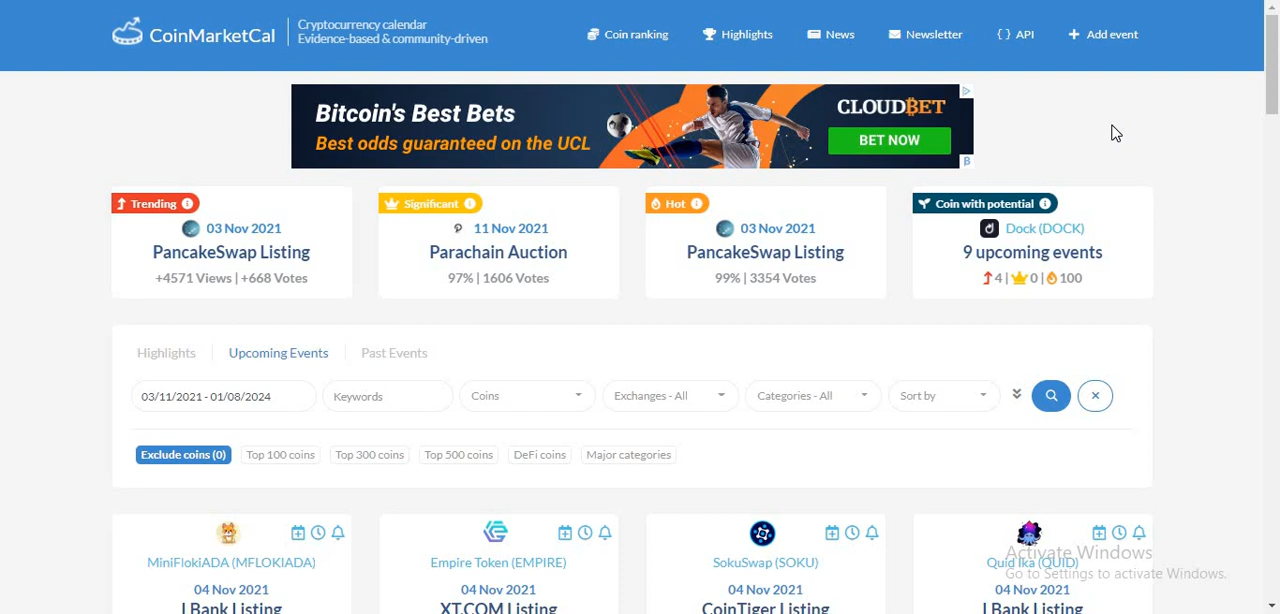 CoinMarketCal
Cryptocurrency calendar
Evidence-based & community-driven
Coin ranking
Highlights
News
Newsletter
{ } API
+ Add event
Bitcoin's Best Bets
Best odds guaranteed on the UCL
CLOUDBET
BET NOW
B
Trending
03 Nov 2021
PancakeSwap Listing
+4571 Views | +668 Votes
Significant
11 Nov 2021
Parachain Auction
97% | 1606 Votes
Hot
03 Nov 2021
PancakeSwap Listing
99% | 3354 Votes
Coin with potential
Dock (DOCK)
9 upcoming events
4 | 0 | 100
Highlights
Upcoming Events
Past Events
03/11/2021 - 01/08/2024
Keywords
Coins
Exchanges - All
Categories - All
Sort by
Exclude coins (0)
Top 100 coins
Top 300 coins
Top 500 coins
DeFi coins
Major categories
MiniFlokiADA (MFLOKIADA)
04 Nov 2021
LBank Listing
Empire Token (EMPIRE)
04 Nov 2021
XT.COM Listing
SokuSwap (SOKU)
04 Nov 2021
CoinTiger Listing
Quid Ika (QUID)
04 Nov 2021
LBank Listing
Activate Windows
Go to Settings to activate Windows.